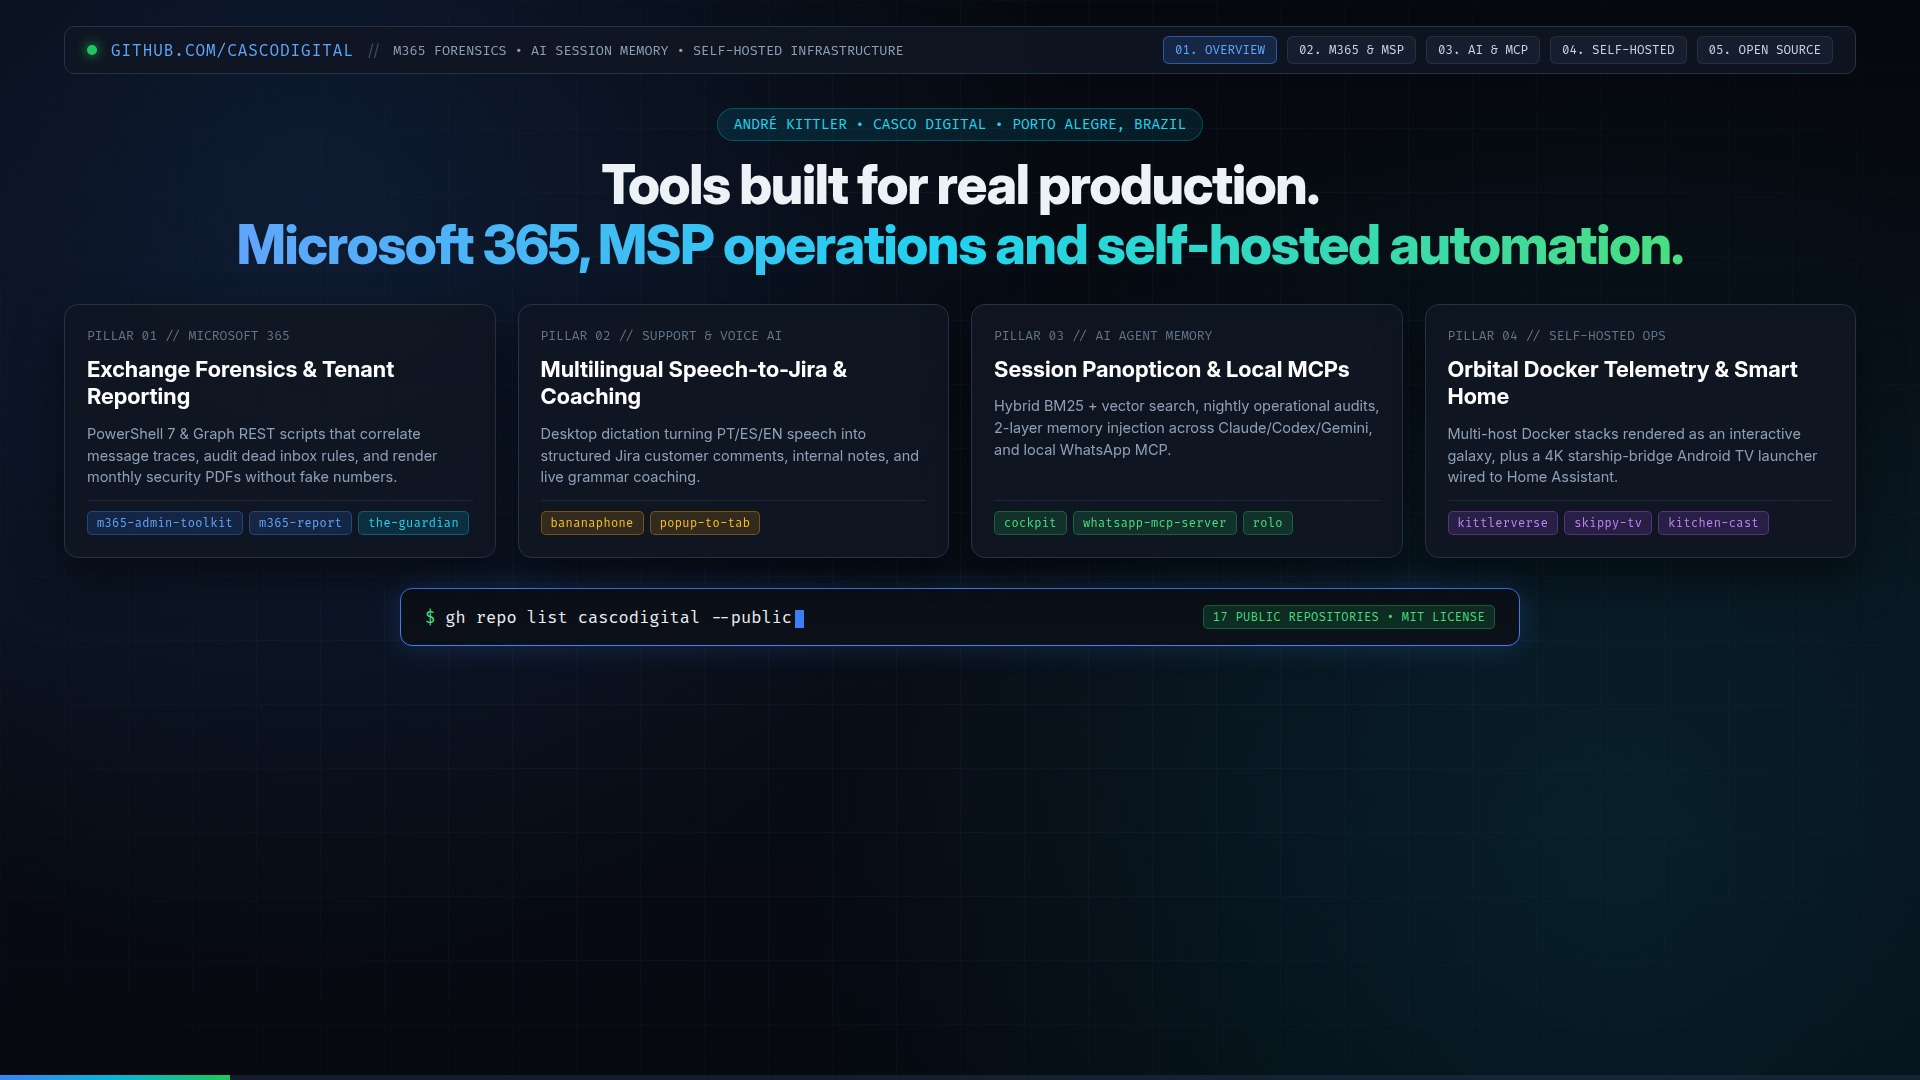 GITHUB.COM/CASCODIGITAL // M365 FORENSICS • AI SESSION MEMORY • SELF-HOSTED INFRASTRUCTURE
01. OVERVIEW
02. M365 & MSP
03. AI & MCP
04. SELF-HOSTED
05. OPEN SOURCE
ANDRÉ KITTLER • CASCO DIGITAL • PORTO ALEGRE, BRAZIL
Tools built for real production.
Microsoft 365, MSP operations and self-hosted automation.
PILLAR 01 // MICROSOFT 365
Exchange Forensics & Tenant
Reporting
PowerShell 7 & Graph REST scripts that correlate
message traces, audit dead inbox rules, and render
monthly security PDFs without fake numbers.
m365-admin-toolkit
m365-report
the-guardian
PILLAR 02 // SUPPORT & VOICE AI
Multilingual Speech-to-Jira &
Coaching
Desktop dictation turning PT/ES/EN speech into
structured Jira customer comments, internal notes, and
live grammar coaching.
bananaphone
popup-to-tab
PILLAR 03 // AI AGENT MEMORY
Session Panopticon & Local MCPs
Hybrid BM25 + vector search, nightly operational audits,
2-layer memory injection across Claude/Codex/Gemini,
and local WhatsApp MCP.
cockpit
whatsapp-mcp-server
rolo
PILLAR 04 // SELF-HOSTED OPS
Orbital Docker Telemetry & Smart
Home
Multi-host Docker stacks rendered as an interactive
galaxy, plus a 4K starship-bridge Android TV launcher
wired to Home Assistant.
kittlerverse
skippy-tv
kitchen-cast
$ gh repo list cascodigital --public
17 PUBLIC REPOSITORIES • MIT LICENSE